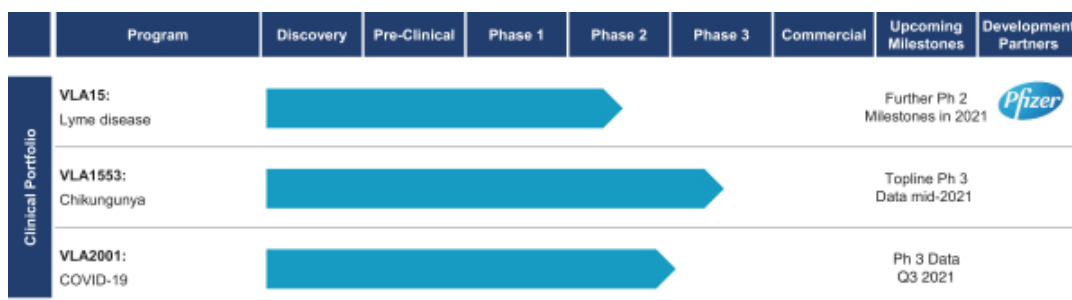 Program
Discovery
Pre-Clinical
Phase 1
Phase 2
Phase 3
Commercial
Upcoming
Milestones
Development
Partners
Clinical Portfolio
VLA15:
Lyme disease
Further Ph 2
Milestones in 2021
Pfizer
VLA1553:
Chikungunya
Topline Ph 3
Data mid-2021
VLA2001:
COVID-19
Ph 3 Data
Q3 2021